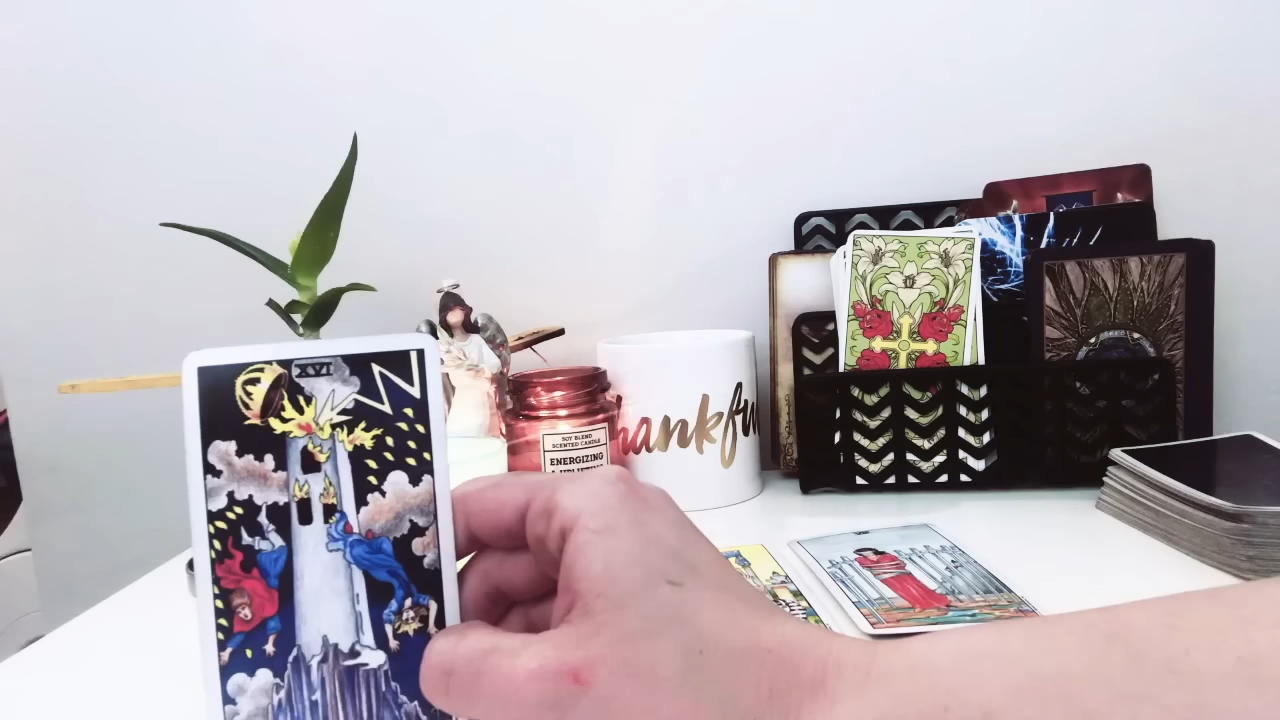 XVI
SOY BLEND
SCENTED CANDLE
ENERGIZING
hankfu